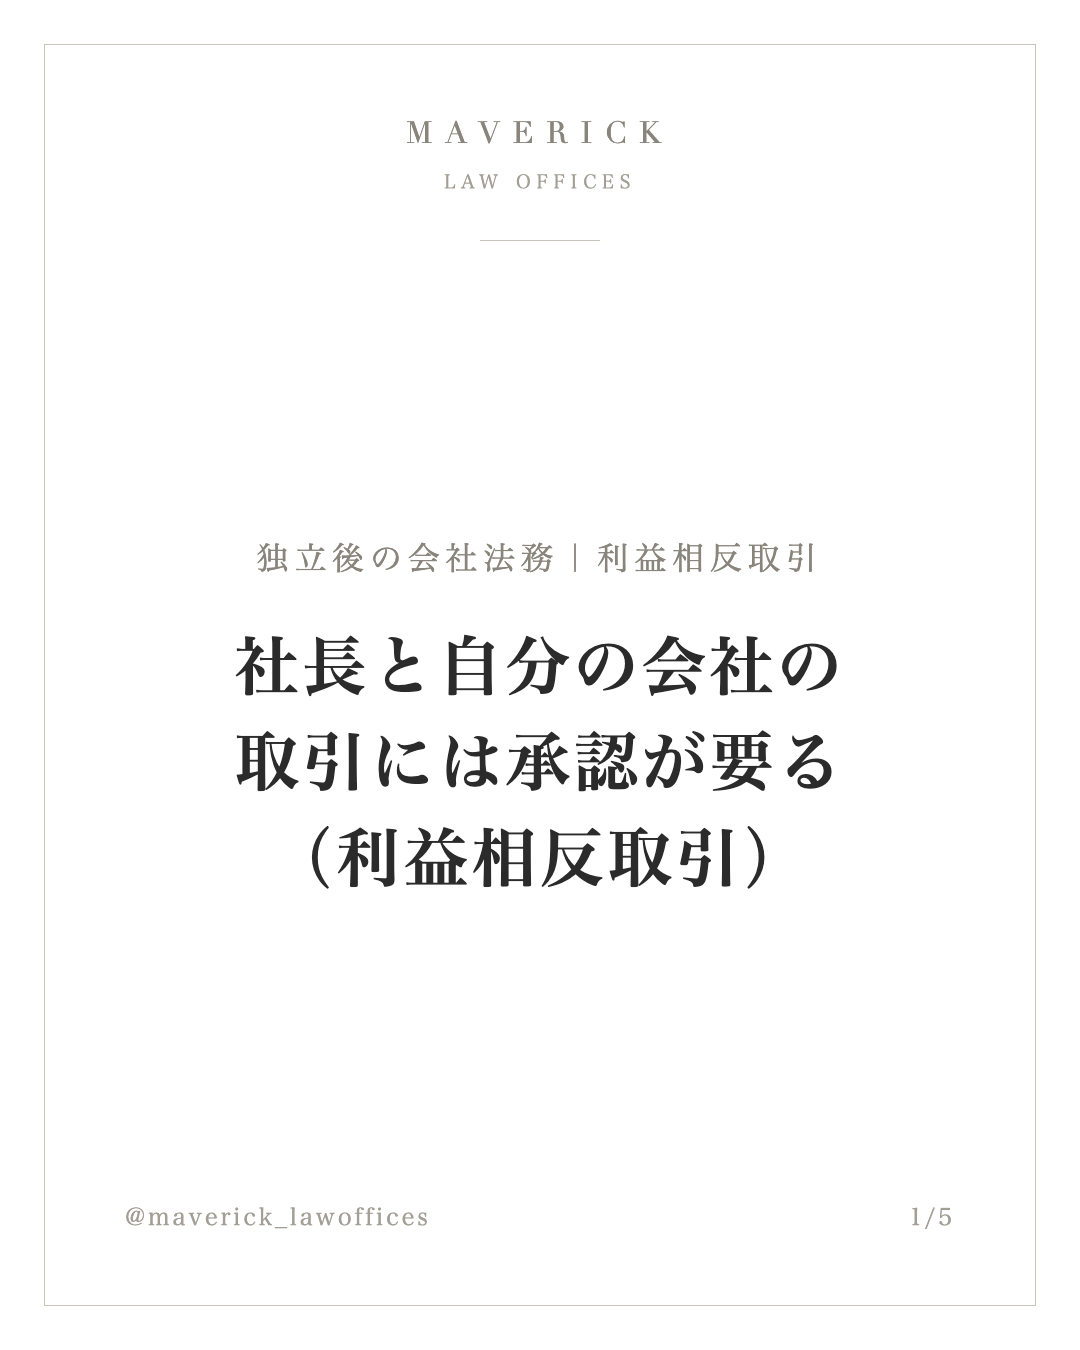 MAVERICK
LAW OFFICES
独立後の会社法務｜利益相反取引
社長と自分の会社の
取引には承認が要る
（利益相反取引）
@maverick_lawoffices
1/5